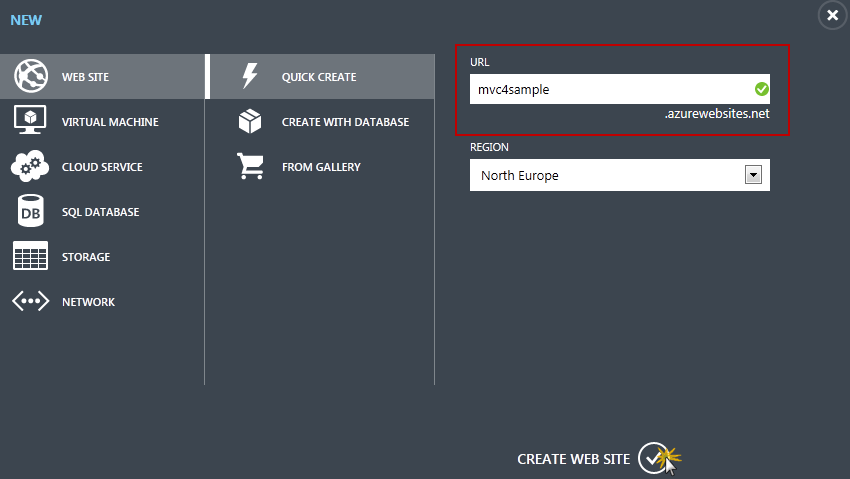 NEW
WEB SITE
VIRTUAL MACHINE
CLOUD SERVICE
DB
SQL DATABASE
STORAGE
NETWORK
QUICK CREATE
CREATE WITH DATABASE
FROM GALLERY
URL
mvc4sample
.azurewebsites.net
REGION
North Europe
CREATE WEB SITE